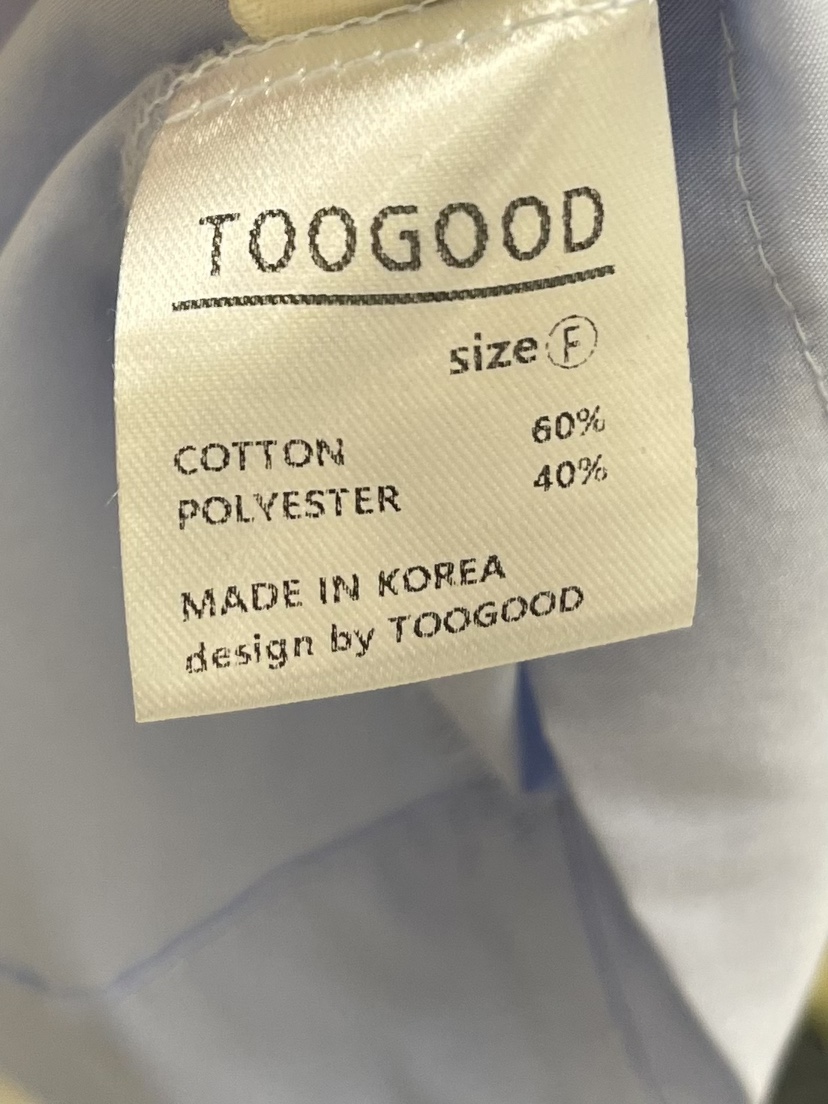 TOOGOOD
size Ⓕ
COTTON 60%
POLYESTER 40%
MADE IN KOREA
design by TOOGOOD